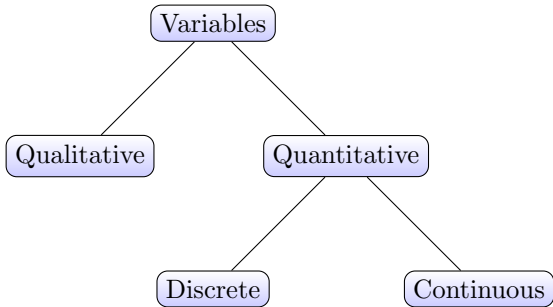 Variables
Qualitative
Quantitative
Discrete
Continuous